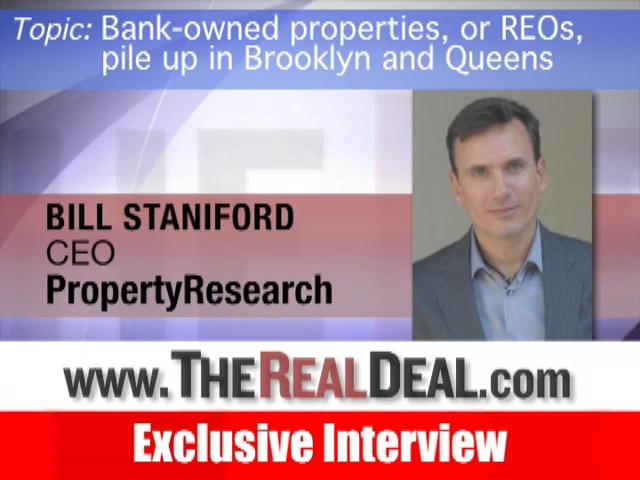 Topic: Bank-owned properties, or REOs,
pile up in Brooklyn and Queens
BILL STANIFORD
CEO
PropertyResearch
www.THEREALDEAL.com
Exclusive Interview